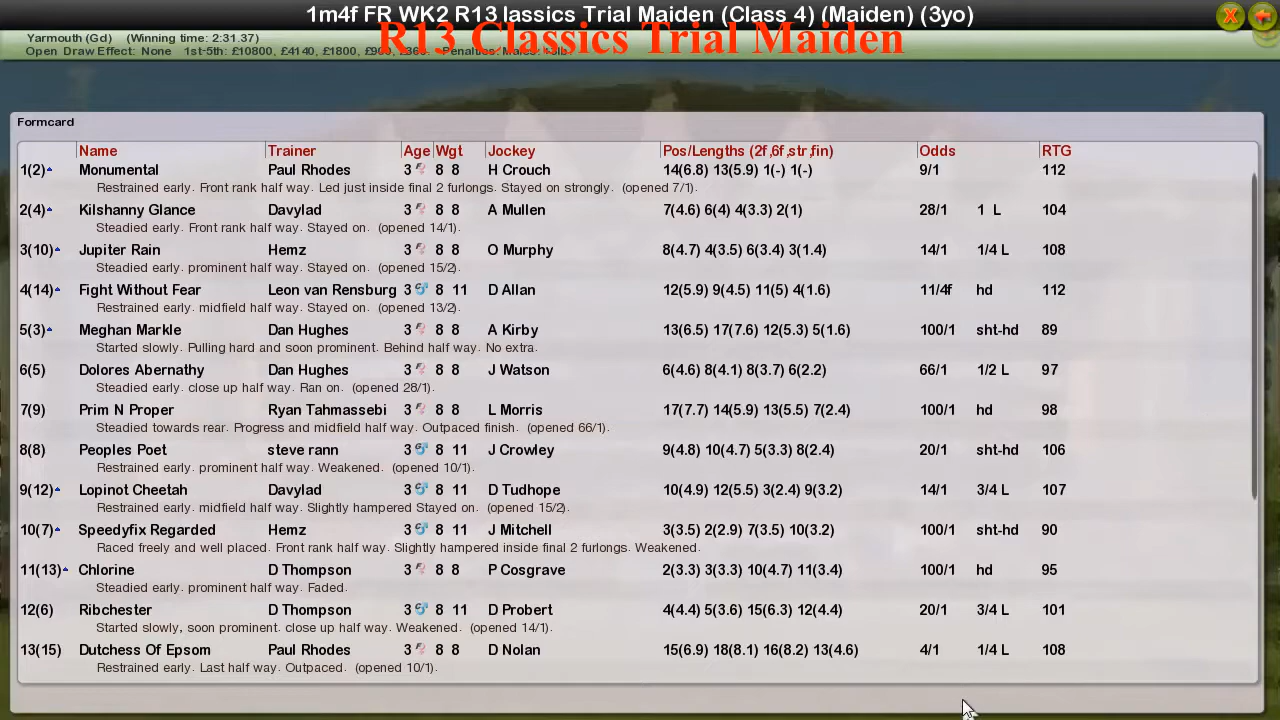 1m4f FR WK2 R13 lassics Trial Maiden (Class 4) (Maiden) (3yo)
R13 Classics Trial Maiden
Yarmouth (Gd) (Winning time: 2:31.37)
Open Draw Effect: None 1st-5th: £10800, £4140, £1800, £900, £360. Penalties: Males:
Formcard
Name Trainer Age Wgt Jockey Pos/Lengths (2f,6f,str,fin) Odds RTG
1(2) Monumental Paul Rhodes 3 8 8 H Crouch 14(6.8) 13(5.9) 1(-) 1(-) 9/1 112
Restrained early. Front rank half way. Led just inside final 2 furlongs. Stayed on strongly. (opened 7/1).
2(4) Kilshanny Glance Davylad 3 8 8 A Mullen 7(4.6) 6(4) 4(3.3) 2(1) 28/1 1 L 104
Steadied early. Front rank half way. Stayed on. (opened 14/1).
3(10) Jupiter Rain Hemz 3 8 8 O Murphy 8(4.7) 4(3.5) 6(3.4) 3(1.4) 14/1 1/4 L 108
Steadied early. prominent half way. Stayed on. (opened 15/2).
4(14) Fight Without Fear Leon van Rensburg 3 8 11 D Allan 12(5.9) 9(4.5) 11(5) 4(1.6) 11/4f hd 112
Restrained early. midfield half way. Stayed on. (opened 13/2).
5(3) Meghan Markle Dan Hughes 3 8 8 A Kirby 13(6.5) 17(7.6) 12(5.3) 5(1.6) 100/1 sht-hd 89
Started slowly. Pulling hard and soon prominent. Behind half way. No extra.
6(5) Dolores Abernathy Dan Hughes 3 8 8 J Watson 6(4.6) 8(4.1) 8(3.7) 6(2.2) 66/1 1/2 L 97
Steadied early. close up half way. Ran on. (opened 28/1).
7(9) Prim N Proper Ryan Tahmassebi 3 8 8 L Morris 17(7.7) 14(5.9) 13(5.5) 7(2.4) 100/1 hd 98
Steadied towards rear. Progress and midfield half way. Outpaced finish. (opened 66/1).
8(8) Peoples Poet steve rann 3 8 11 J Crowley 9(4.8) 10(4.7) 5(3.3) 8(2.4) 20/1 sht-hd 106
Restrained early. prominent half way. Weakened. (opened 10/1).
9(12) Lopinot Cheetah Davylad 3 8 11 D Tudhope 10(4.9) 12(5.5) 3(2.4) 9(3.2) 14/1 3/4 L 107
Restrained early. midfield half way. Slightly hampered Stayed on. (opened 15/2).
10(7) Speedyfix Regarded Hemz 3 8 11 J Mitchell 3(3.5) 2(2.9) 7(3.5) 10(3.2) 100/1 sht-hd 90
Raced freely and well placed. Front rank half way. Slightly hampered inside final 2 furlongs. Weakened.
11(13) Chlorine D Thompson 3 8 8 P Cosgrave 2(3.3) 3(3.3) 10(4.7) 11(3.4) 100/1 hd 95
Steadied early. prominent half way. Faded.
12(6) Ribchester D Thompson 3 8 11 D Probert 4(4.4) 5(3.6) 15(6.3) 12(4.4) 20/1 3/4 L 101
Started slowly, soon prominent. close up half way. Weakened. (opened 14/1).
13(15) Dutchess Of Epsom Paul Rhodes 3 8 8 D Nolan 15(6.9) 18(8.1) 16(8.2) 13(4.6) 4/1 1/4 L 108
Restrained early. Last half way. Outpaced. (opened 10/1).